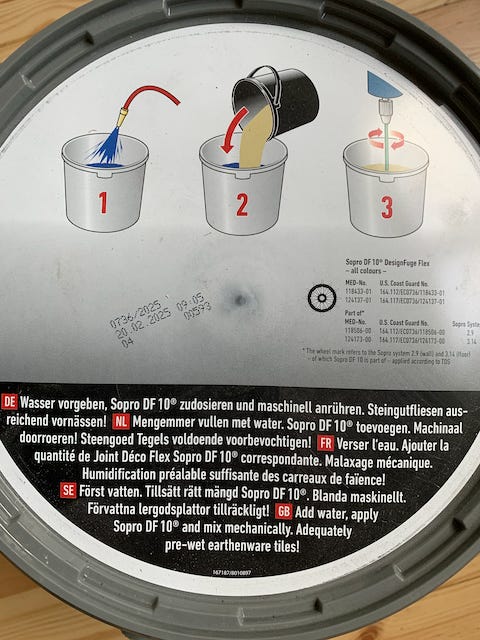 1
2
3
Sopro DF 10® DesignFuge Flex
– all colours –
MED-No. U.S. Coast Guard No.
118433-01 164.112/EC0736/118433-01
124137-01 164.117/EC0736/124137-01
Part of*
MED-No. U.S. Coast Guard No. Sopro Syste
118506-00 164.112/EC0736/118506-00 2.9
124173-00 164.117/EC0736/124173-00 3.14
* The wheel mark refers to the Sopro system 2.9 (wall) and 3.14 (floor)
– of which Sopro DF 10 is part of – applied according to TDS
0736/2025
20.02.2025 09:05
04 09593
DE Wasser vorgeben, Sopro DF 10® zudosieren und maschinell anrühren. Steingutfliesen aus-
reichend vornässen! NL Mengemmer vullen met water. Sopro DF 10® toevoegen. Machinaal
doorroeren! Steengoed Tegels voldoende voorbevochtigen! FR Verser l'eau. Ajouter la
quantité de Joint Déco Flex Sopro DF 10® correspondante. Malaxage mécanique.
Humidification préalable suffisante des carreaux de faïence!
SE Först vatten. Tillsätt rätt mängd Sopro DF 10®. Blanda maskinellt.
Förvattna lergodsplattor tillräckligt! GB Add water, apply
Sopro DF 10® and mix mechanically. Adequately
pre-wet earthenware tiles!
167187/8010897